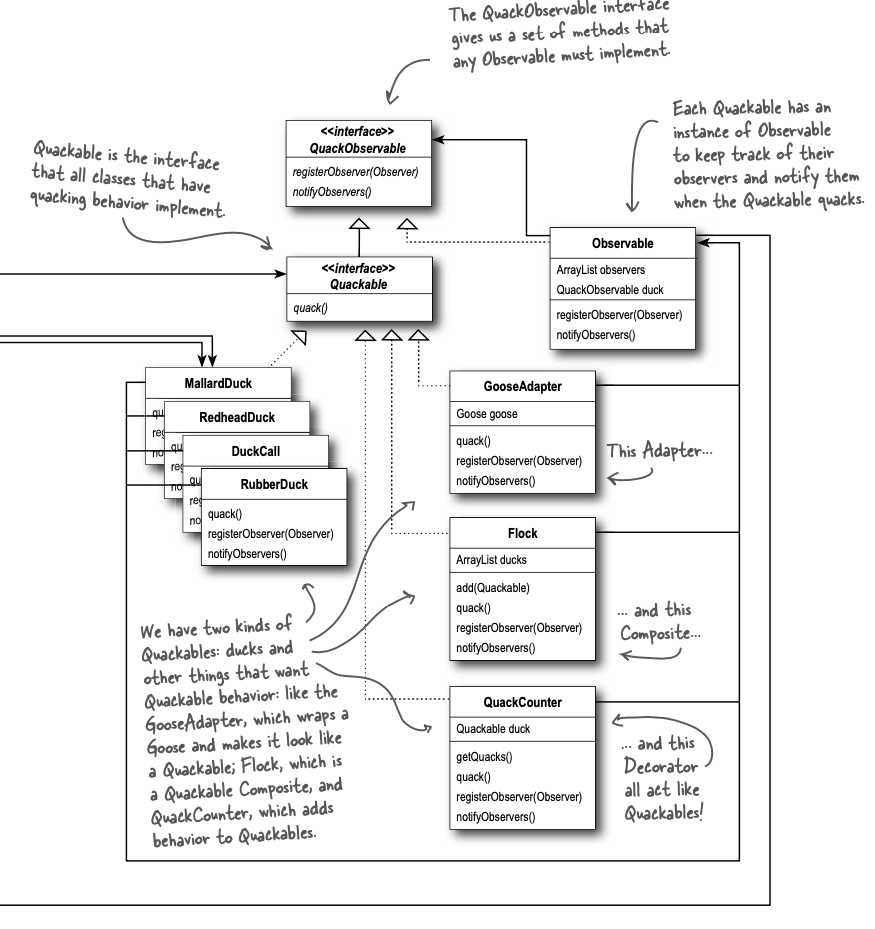 The QuackObservable interface
gives us a set of methods that
any Observable must implement.
Each Quackable has an
instance of Observable
to keep track of their
observers and notify them
when the Quackable quacks.
Quackable is the interface
that all classes that have
quacking behavior implement.
<<interface>>
QuackObservable
registerObserver(Observer)
notifyObservers()
<<interface>>
Quackable
quack()
Observable
ArrayList observers
QuackObservable duck
registerObserver(Observer)
notifyObservers()
MallardDuck
qu
reg
no
RedheadDuck
qu
reg
no
DuckCall
qu
reg
no
RubberDuck
quack()
registerObserver(Observer)
notifyObservers()
GooseAdapter
Goose goose
quack()
registerObserver(Observer)
notifyObservers()
This Adapter...
Flock
ArrayList ducks
add(Quackable)
quack()
registerObserver(Observer)
notifyObservers()
... and this
Composite...
QuackCounter
Quackable duck
getQuacks()
quack()
registerObserver(Observer)
notifyObservers()
... and this
Decorator
all act like
Quackables!
We have two kinds of
Quackables: ducks and
other things that want
Quackable behavior: like the
GooseAdapter, which wraps a
Goose and makes it look like
a Quackable; Flock, which is
a Quackable Composite, and
QuackCounter, which adds
behavior to Quackables.